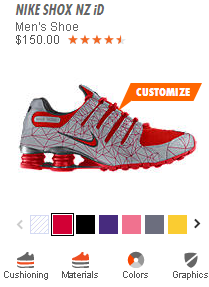 NIKE SHOX NZ iD
Men's Shoe
$150.00
CUSTOMIZE
Cushioning Materials Colors Graphics